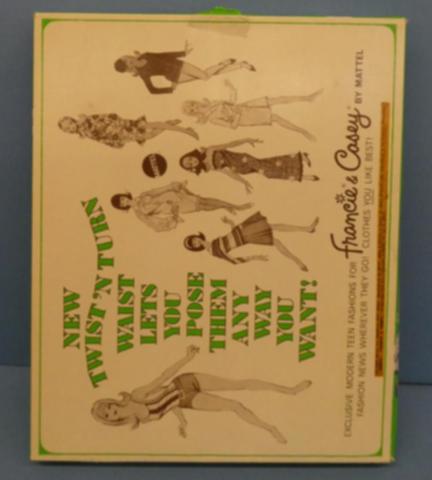 NEW
TWIST 'N TURN
WAIST
LETS
YOU
POSE
THEM
ANY
WAY
YOU
WANT!
EXCLUSIVE MODERN TEEN FASHIONS FOR Francie® & Casey® BY MATTEL
FASHION NEWS WHEREVER THEY GO! CLOTHES YOU LIKE BEST!